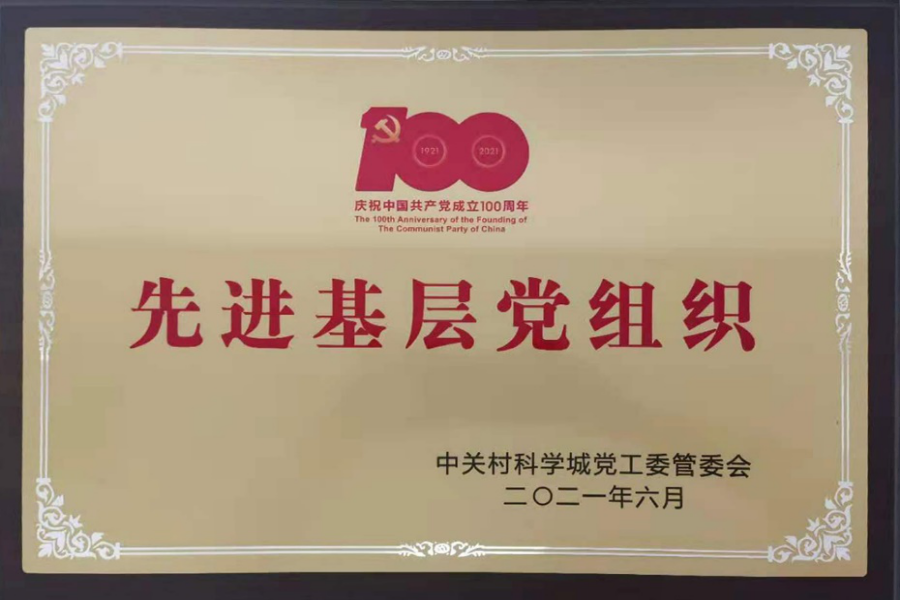 100
1921 2021
庆祝中国共产党成立100周年
The 100th Anniversary of the Founding of
The Communist Party of China
先进基层党组织
中关村科学城党工委管委会
二〇二一年六月